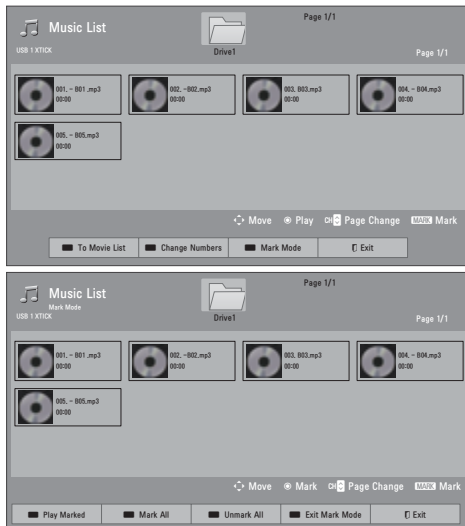 Page 1/1
Music List
USB 1 XTICK
Drive1
Page 1/1
001. - B01 .mp3
00:00
002. -B02.mp3
00:00
003. B03.mp3
00:00
004. - B04.mp3
00:00
005. - B05.mp3
00:00
Move Play CH Page Change MARK Mark
To Movie List Change Numbers Mark Mode Exit
Page 1/1
Music List
Mark Mode
USB 1 XTICK
Drive1
Page 1/1
001. - B01 .mp3
00:00
002. -B02.mp3
00:00
003. B03.mp3
00:00
004. - B04.mp3
00:00
005. - B05.mp3
00:00
Move Mark CH Page Change MARK Mark
Play Marked Mark All Unmark All Exit Mark Mode Exit